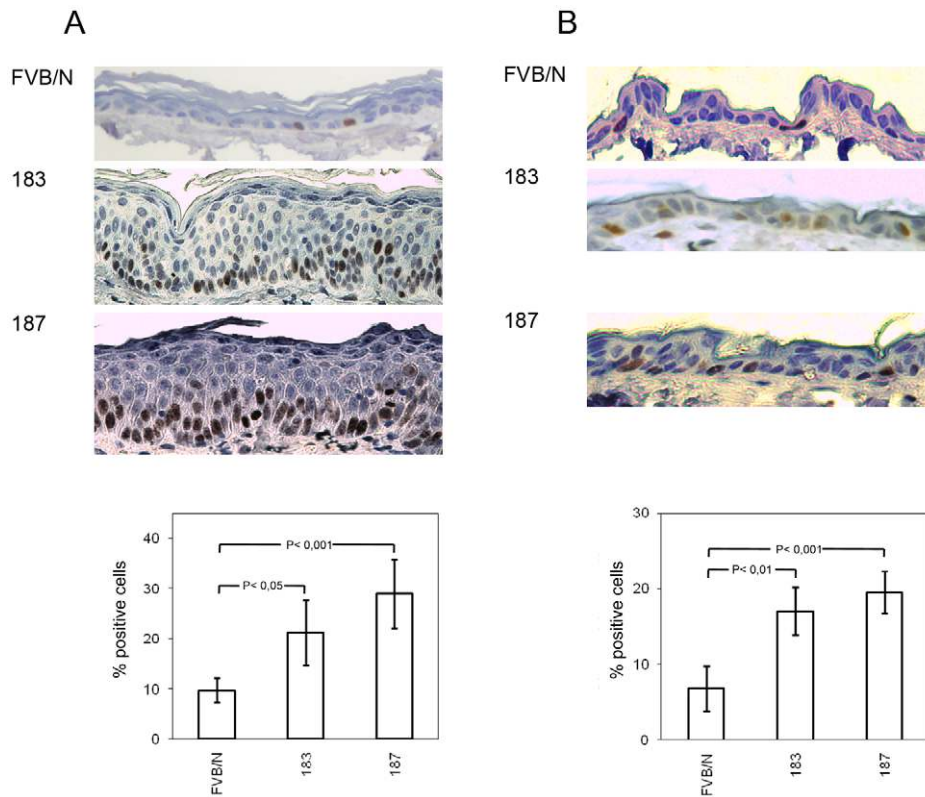 A
FVB/N
183
187
% positive cells
40
30
20
10
0
P< 0,001
P< 0,05
FVB/N
183
187
B
FVB/N
183
187
% positive cells
30
20
10
0
P< 0,001
P< 0,01
FVB/N
183
187